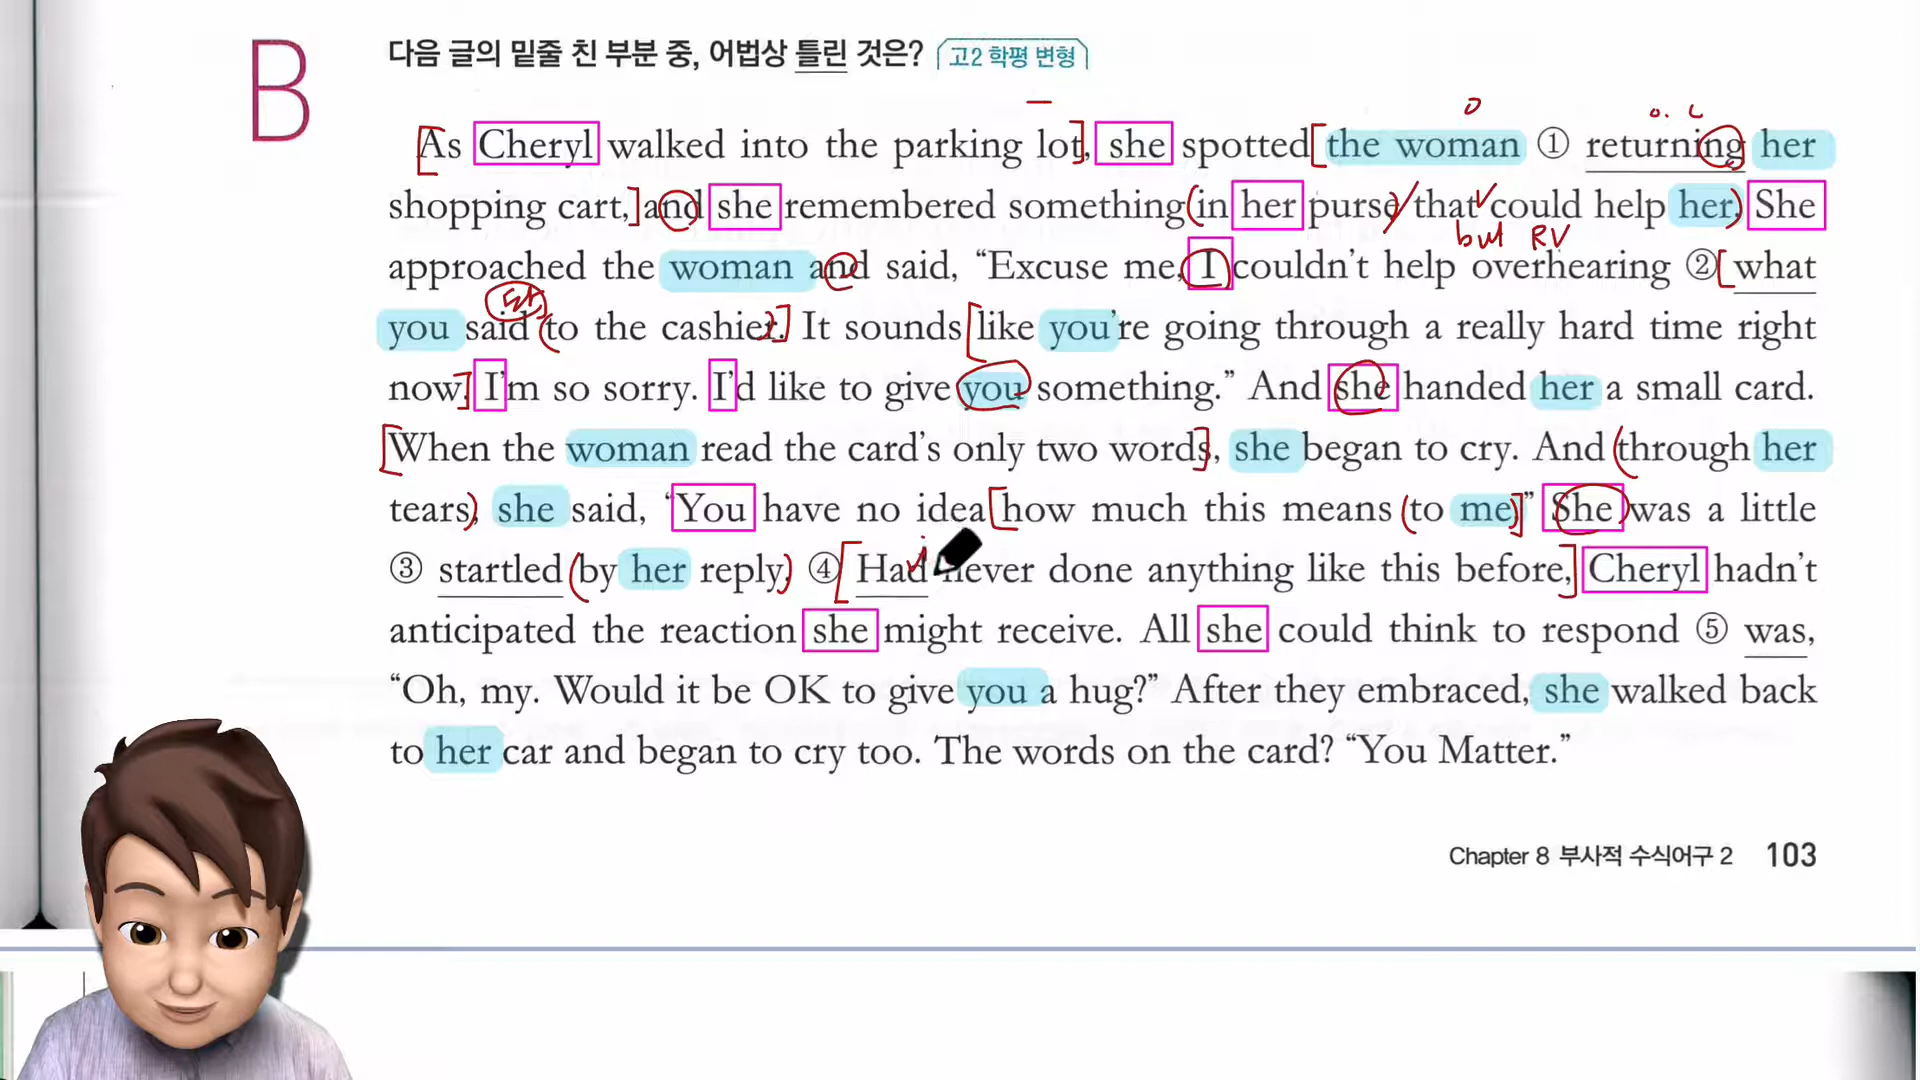 B
다음 글의 밑줄 친 부분 중, 어법상 틀린 것은? 고2 학평 변형
o o. c
As Cheryl walked into the parking lot, she spotted the woman ① returning her
shopping cart, and she remembered something in her purse that could help her. She
but RV
approached the woman and said, “Excuse me, I couldn’t help overhearing ② what
you said to the cashier. It sounds like you’re going through a really hard time right
now. I’m so sorry. I’d like to give you something.” And she handed her a small card.
When the woman read the card’s only two words, she began to cry. And through her
tears, she said, “You have no idea how much this means to me.” She was a little
③ startled by her reply. ④ Had never done anything like this before, Cheryl hadn’t
anticipated the reaction she might receive. All she could think to respond ⑤ was,
“Oh, my. Would it be OK to give you a hug?” After they embraced, she walked back
to her car and began to cry too. The words on the card? “You Matter.”
Chapter 8 부사적 수식어구 2 103